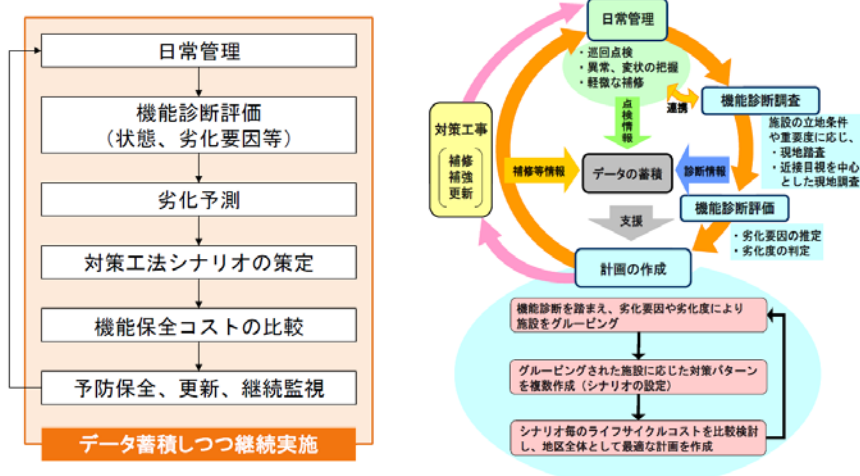 日常管理
機能診断評価
（状態、劣化要因等）
劣化予測
対策工法シナリオの策定
機能保全コストの比較
予防保全、更新、継続監視
データ蓄積しつつ継続実施
日常管理
・巡回点検
・異常、変状の把握
・軽微な補修
点検情報
連携
機能診断調査
施設の立地条件
や重要度に応じ、
・現地踏査
・近接目視を中心
とした現地調査
対策工事
補修
補強
更新
補修等情報
データの蓄積
診断情報
機能診断評価
・劣化要因の推定
・劣化度の判定
支援
計画の作成
機能診断を踏まえ、劣化要因や劣化度により
施設をグルーピング
グルーピングされた施設に応じた対策パターン
を複数作成（シナリオの設定）
シナリオ毎のライフサイクルコストを比較検討
し、地区全体として最適な計画を作成